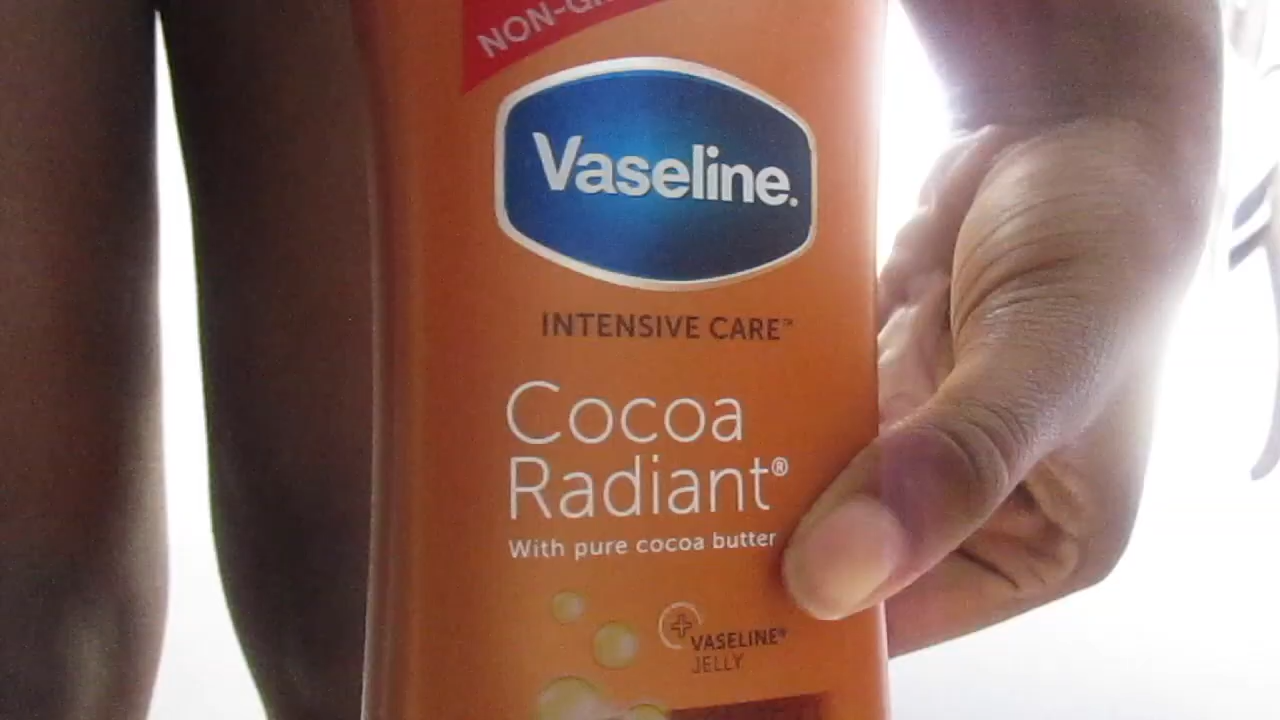 Vaseline.
INTENSIVE CARE™
Cocoa
Radiant®
With pure cocoa butter
VASELINE®
JELLY